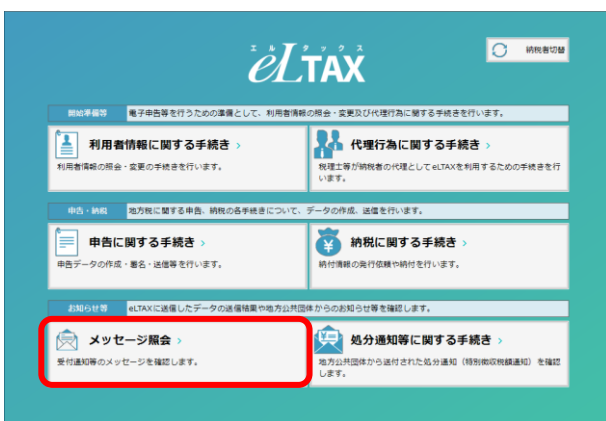 エルタックス
eLTAX
納税者切替
開始準備等 電子申告等を行うための準備として、利用者情報の照会・変更及び代理行為に関する手続きを行います。
利用者情報に関する手続き
利用者情報の照会・変更の手続きを行います。
代理行為に関する手続き
税理士等が納税者の代理としてeLTAXを利用するための手続きを行
います。
申告・納税 地方税に関する申告、納税の各手続きについて、データの作成、送信を行います。
申告に関する手続き
申告データの作成・署名・送信等を行います。
納税に関する手続き
納付情報の発行依頼や納付を行います。
お知らせ等 eLTAXに送信したデータの送信結果や地方公共団体からのお知らせ等を確認します。
メッセージ照会
受付通知等のメッセージを確認します。
処分通知等に関する手続き
地方公共団体から送付された処分通知(特別徴収税額通知)を確認
します。